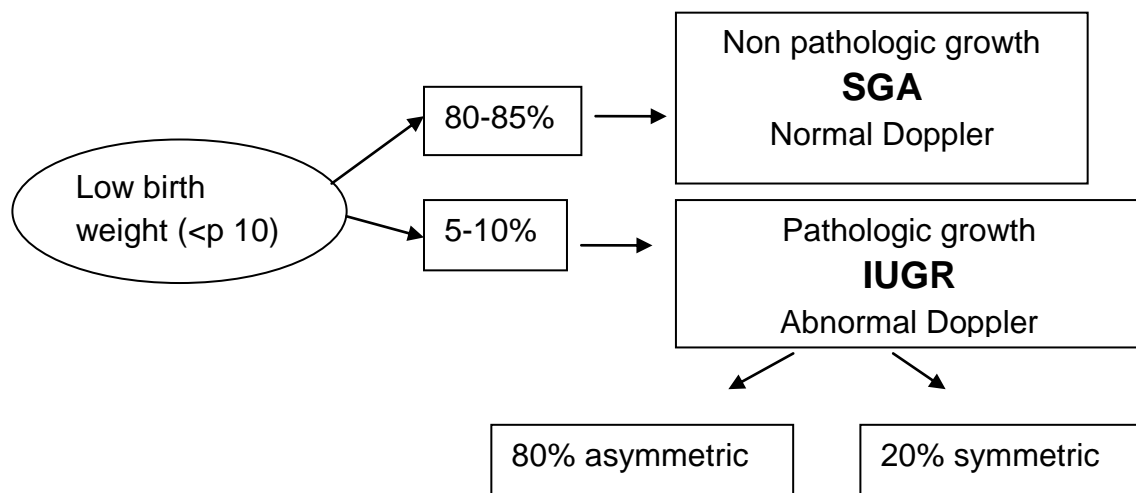 Low birth
weight (<p 10)
80-85%
Non pathologic growth
SGA
Normal Doppler
5-10%
Pathologic growth
IUGR
Abnormal Doppler
80% asymmetric
20% symmetric